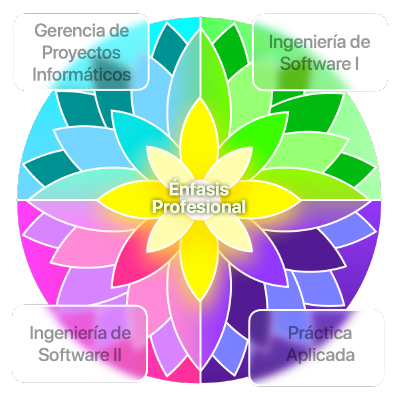 Gerencia de
Proyectos
Informáticos
Ingeniería de
Software I
Énfasis
Profesional
Ingeniería de
Software II
Práctica
Aplicada